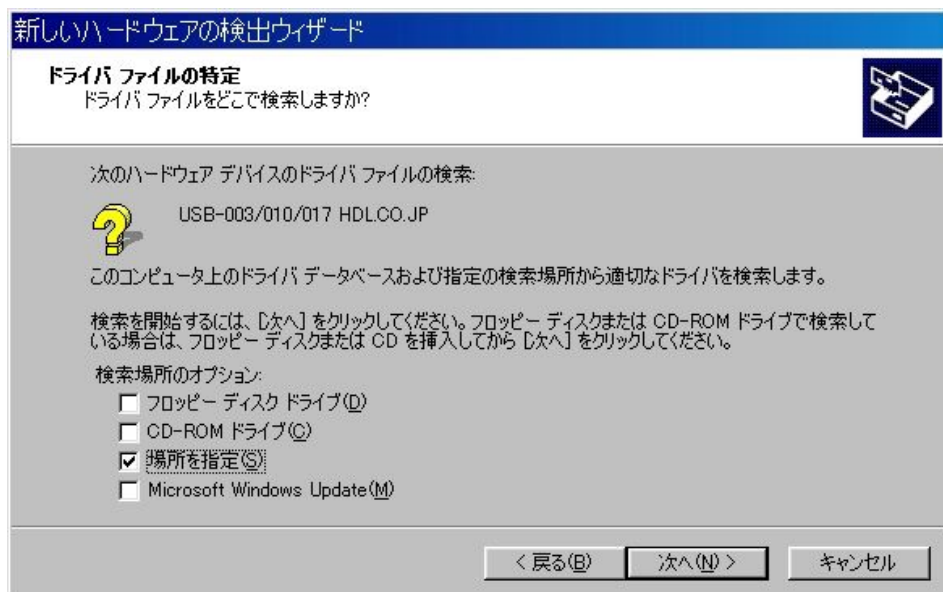 新しいハードウェアの検出ウィザード
ドライバ ファイルの特定
ドライバ ファイルをどこで検索しますか?
次のハードウェア デバイスのドライバ ファイルの検索:
USB-003/010/017 HDL.CO.JP
このコンピュータ上のドライバ データベースおよび指定の検索場所から適切なドライバを検索します。
検索を開始するには、[次へ] をクリックしてください。フロッピー ディスクまたは CD-ROM ドライブで検索して
いる場合は、フロッピー ディスクまたは CD を挿入してから [次へ] をクリックしてください。
検索場所のオプション:
フロッピー ディスク ドライブ(D)
CD-ROM ドライブ(C)
場所を指定(S)
Microsoft Windows Update(M)
< 戻る(B) 次へ(N) > キャンセル